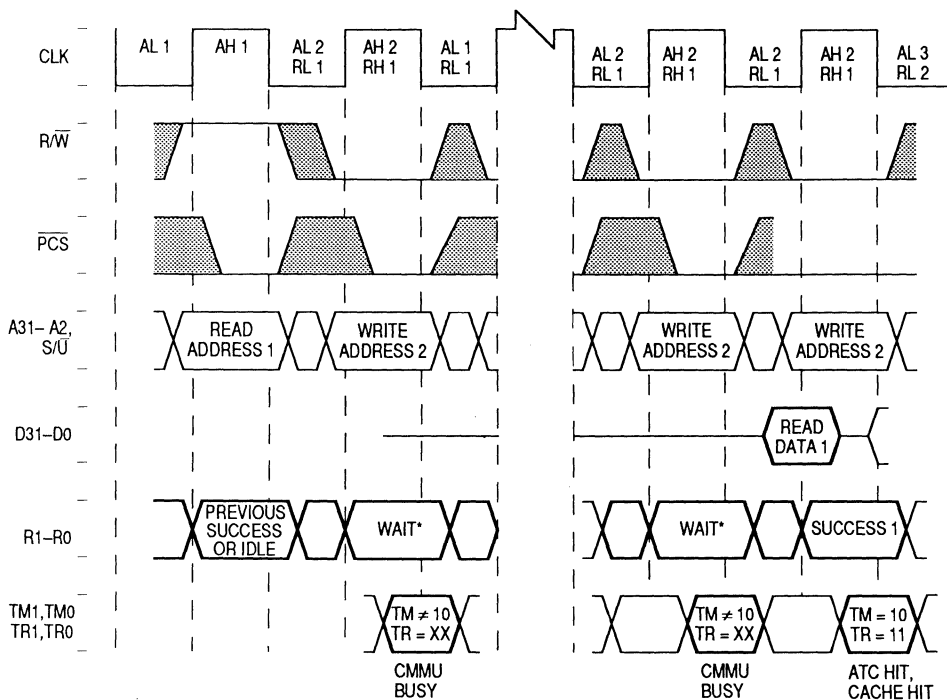 CLK
AL 1
AH 1
AL 2
RL 1
AH 2
RH 1
AL 1
RL 1
AL 2
RL 1
AH 2
RH 1
AL 2
RL 1
AH 2
RH 1
AL 3
RL 2
R/W
PCS
A31– A2,
S/U
READ
ADDRESS 1
WRITE
ADDRESS 2
WRITE
ADDRESS 2
WRITE
ADDRESS 2
D31–D0
READ
DATA 1
R1–R0
PREVIOUS
SUCCESS
OR IDLE
WAIT*
WAIT*
SUCCESS 1
TM1,TM0
TR1,TR0
TM ≠ 10
TR = XX
TM ≠ 10
TR = XX
TM = 10
TR = 11
CMMU
BUSY
CMMU
BUSY
ATC HIT,
CACHE HIT